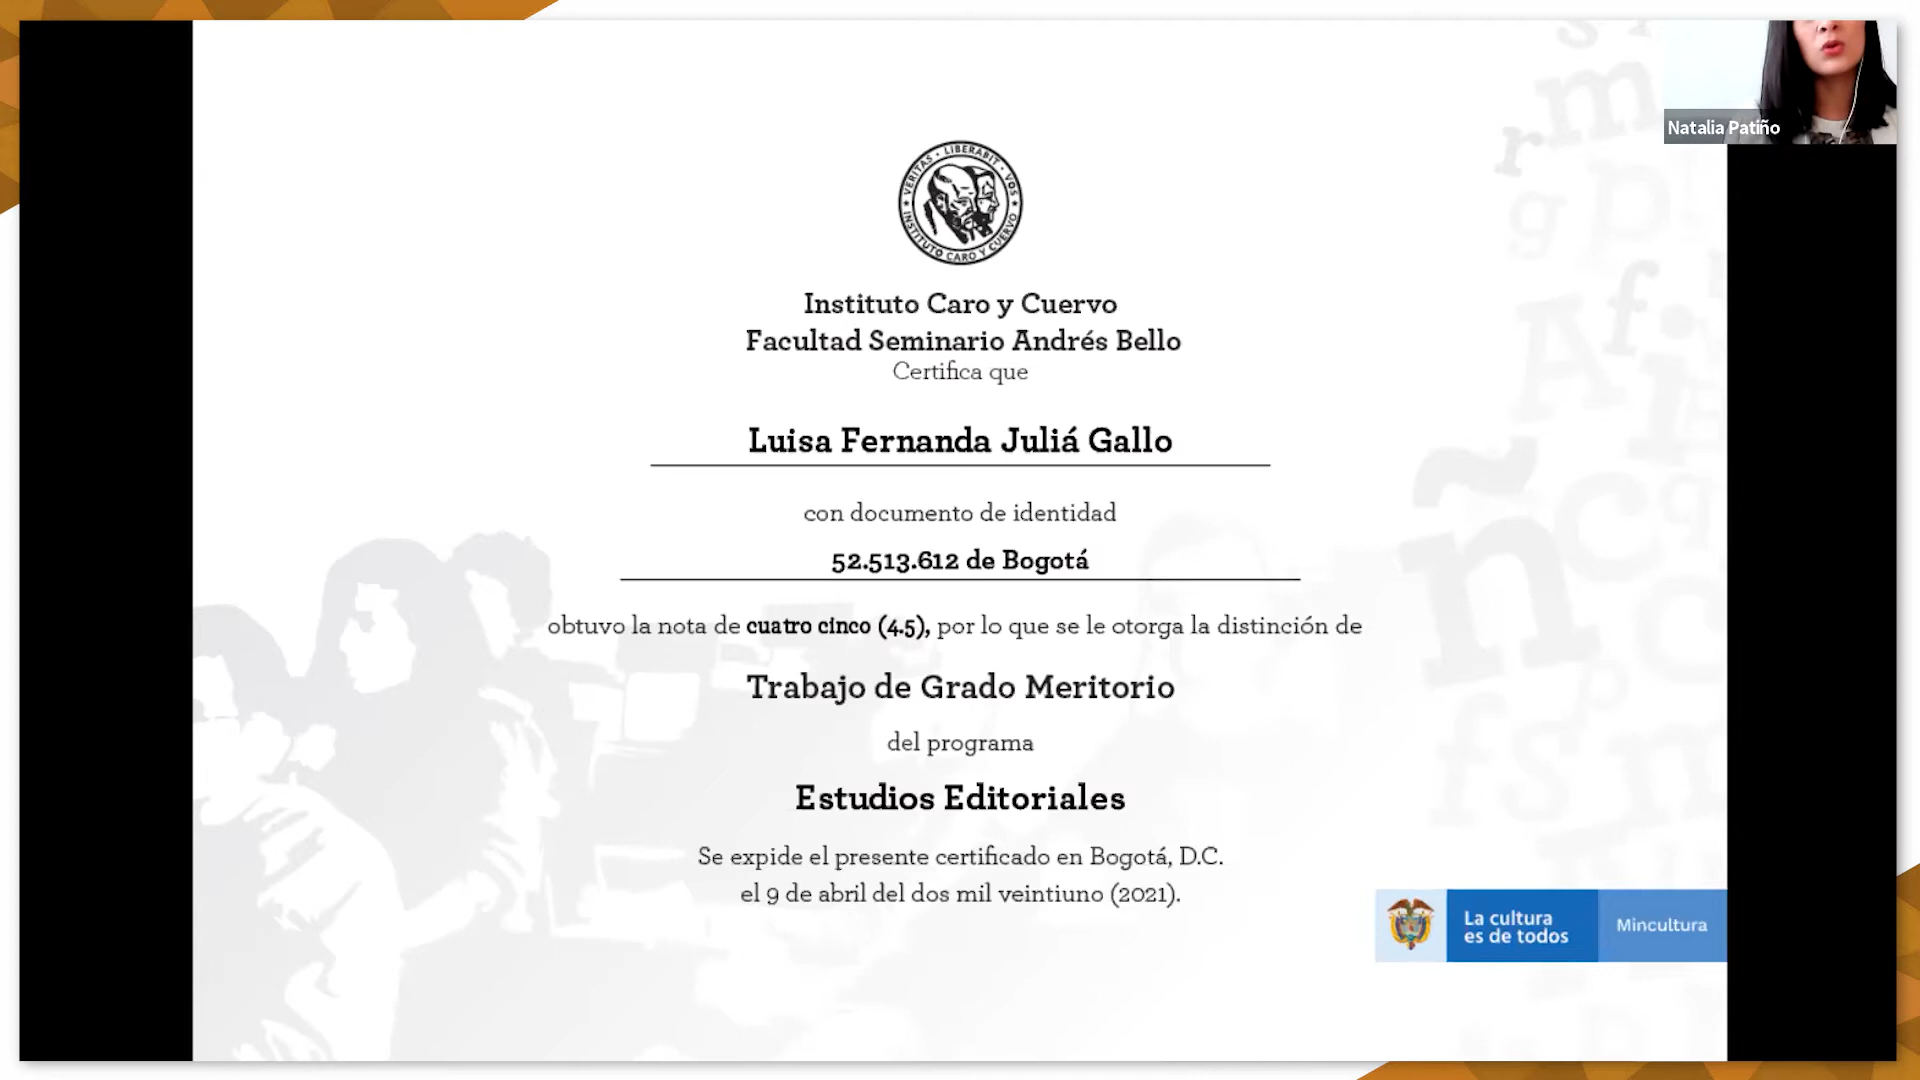 Natalia Patiño
VERITAS · LIBERABIT · VOS
INSTITUTO CARO Y CUERVO
Instituto Caro y Cuervo
Facultad Seminario Andrés Bello
Certifica que
Luisa Fernanda Juliá Gallo
con documento de identidad
52.513.612 de Bogotá
obtuvo la nota de cuatro cinco (4.5), por lo que se le otorga la distinción de
Trabajo de Grado Meritorio
del programa
Estudios Editoriales
Se expide el presente certificado en Bogotá, D.C.
el 9 de abril del dos mil veintiuno (2021).
La cultura
es de todos
Mincultura